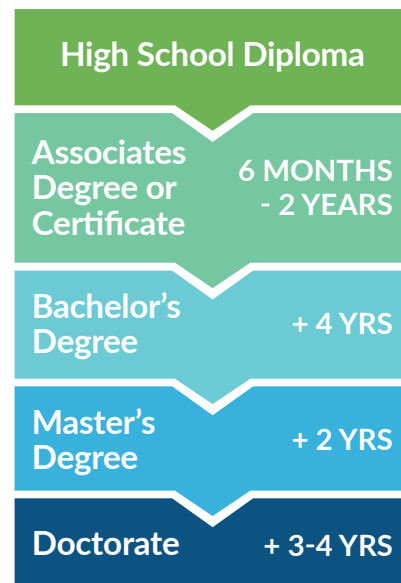 High School Diploma
Associates
Degree or
Certificate
6 MONTHS
- 2 YEARS
Bachelor's
Degree
+ 4 YRS
Master's
Degree
+ 2 YRS
Doctorate
+ 3-4 YRS